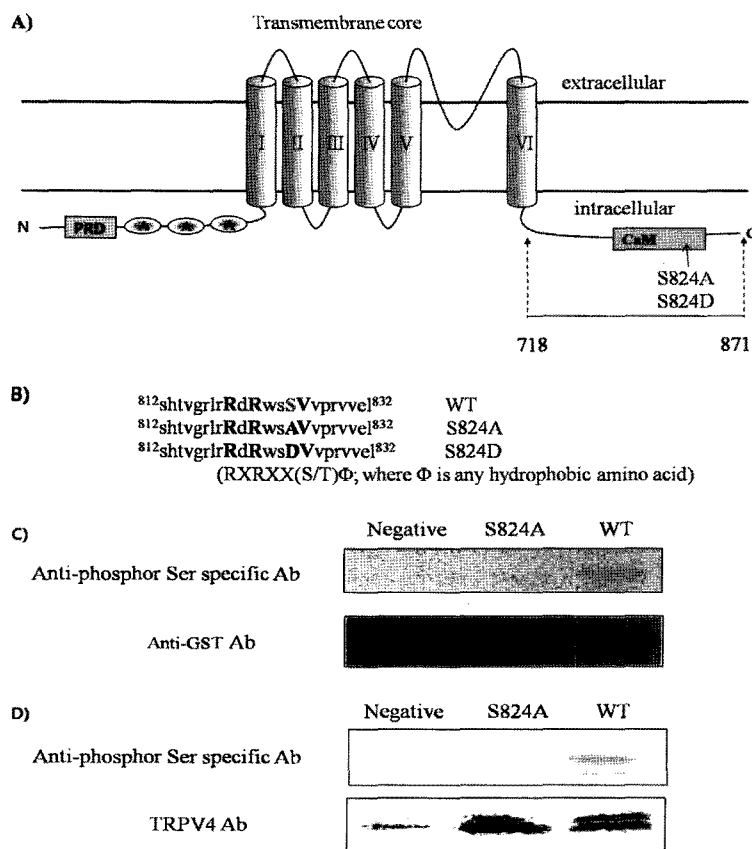 A)
Transmembrane core
extracellular
I II III IV V VI
intracellular
N PRD A A A CaM C
S824A
S824D
718 871
B)
⁸¹²shtvgrlrRdRwsSVvprvvel⁸³² WT
⁸¹²shtvgrlrRdRwsAVvprvvel⁸³² S824A
⁸¹²shtvgrlrRdRwsDVvprvvel⁸³² S824D
(RXRXX(S/T)Φ; where Φ is any hydrophobic amino acid)
C)
Negative S824A WT
Anti-phosphor Ser specific Ab
Anti-GST Ab
D)
Negative S824A WT
Anti-phosphor Ser specific Ab
TRPV4 Ab